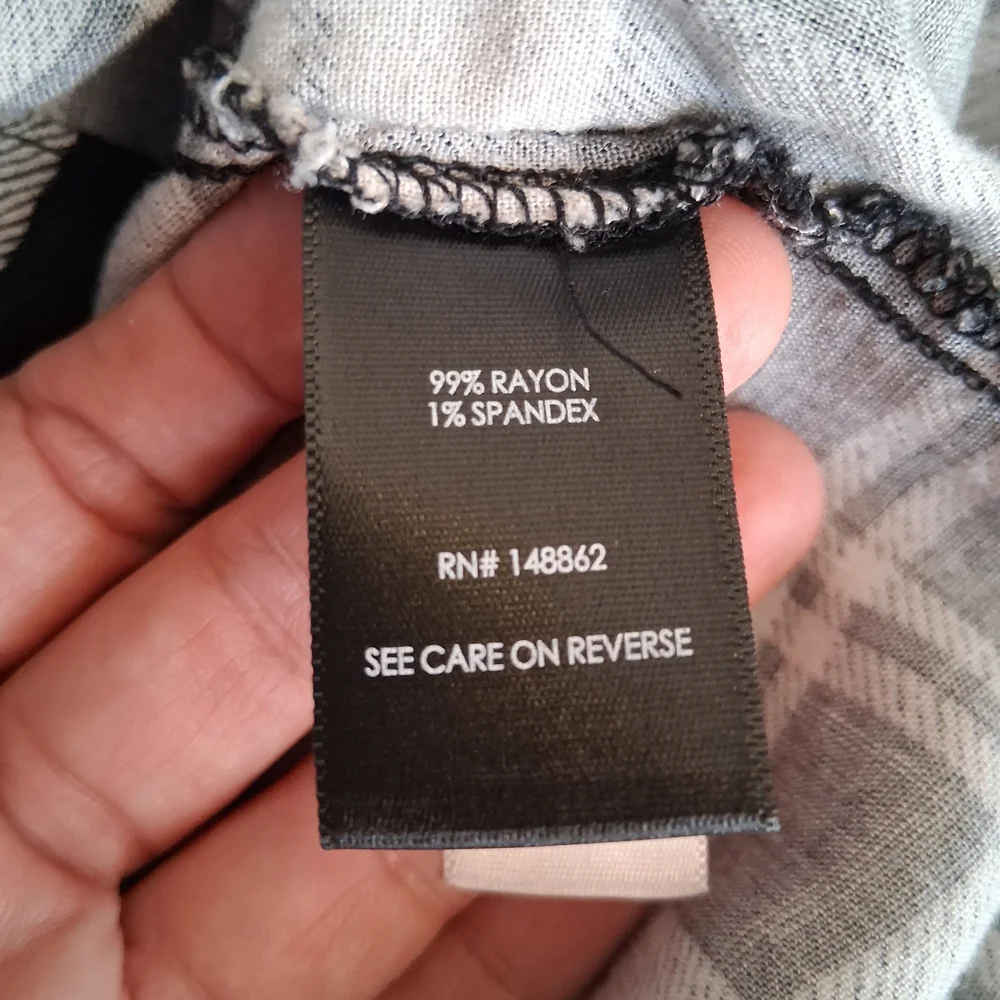 99% RAYON
1% SPANDEX
RN# 148862
SEE CARE ON REVERSE